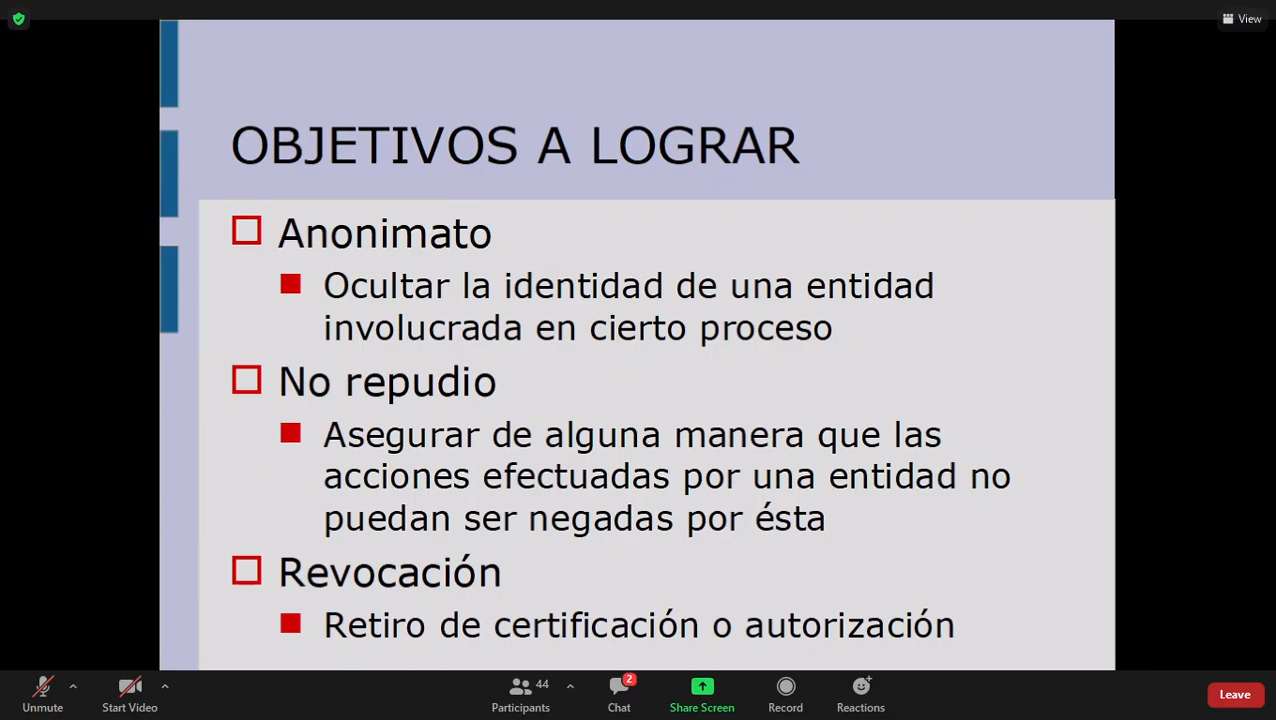 View
OBJETIVOS A LOGRAR
Anonimato
Ocultar la identidad de una entidad
involucrada en cierto proceso
No repudio
Asegurar de alguna manera que las
acciones efectuadas por una entidad no
puedan ser negadas por ésta
Revocación
Retiro de certificación o autorización
44
2
Unmute
Start Video
Participants
Chat
Share Screen
Record
Reactions
Leave